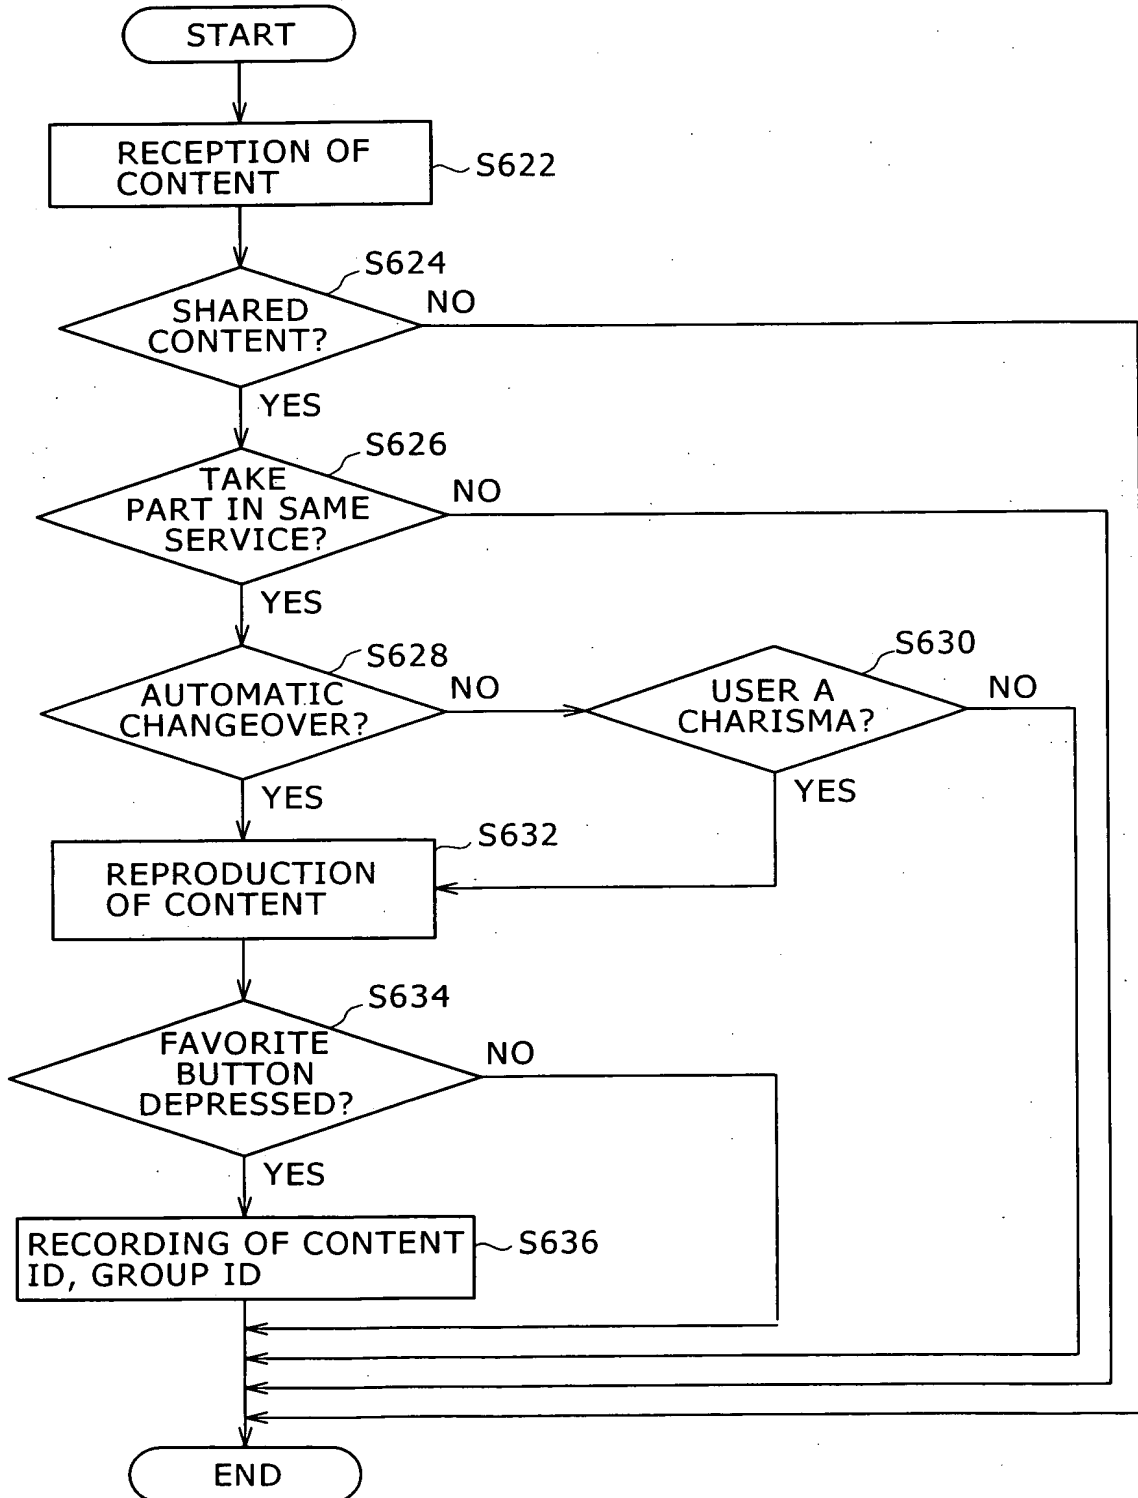 START
RECEPTION OF
CONTENT
S622
S624
SHARED
CONTENT?
NO
YES
S626
TAKE
PART IN SAME
SERVICE?
NO
YES
S628
AUTOMATIC
CHANGEOVER?
NO
S630
USER A
CHARISMA?
NO
YES
YES
S632
REPRODUCTION
OF CONTENT
S634
FAVORITE
BUTTON
DEPRESSED?
NO
YES
RECORDING OF CONTENT
ID, GROUP ID
S636
END